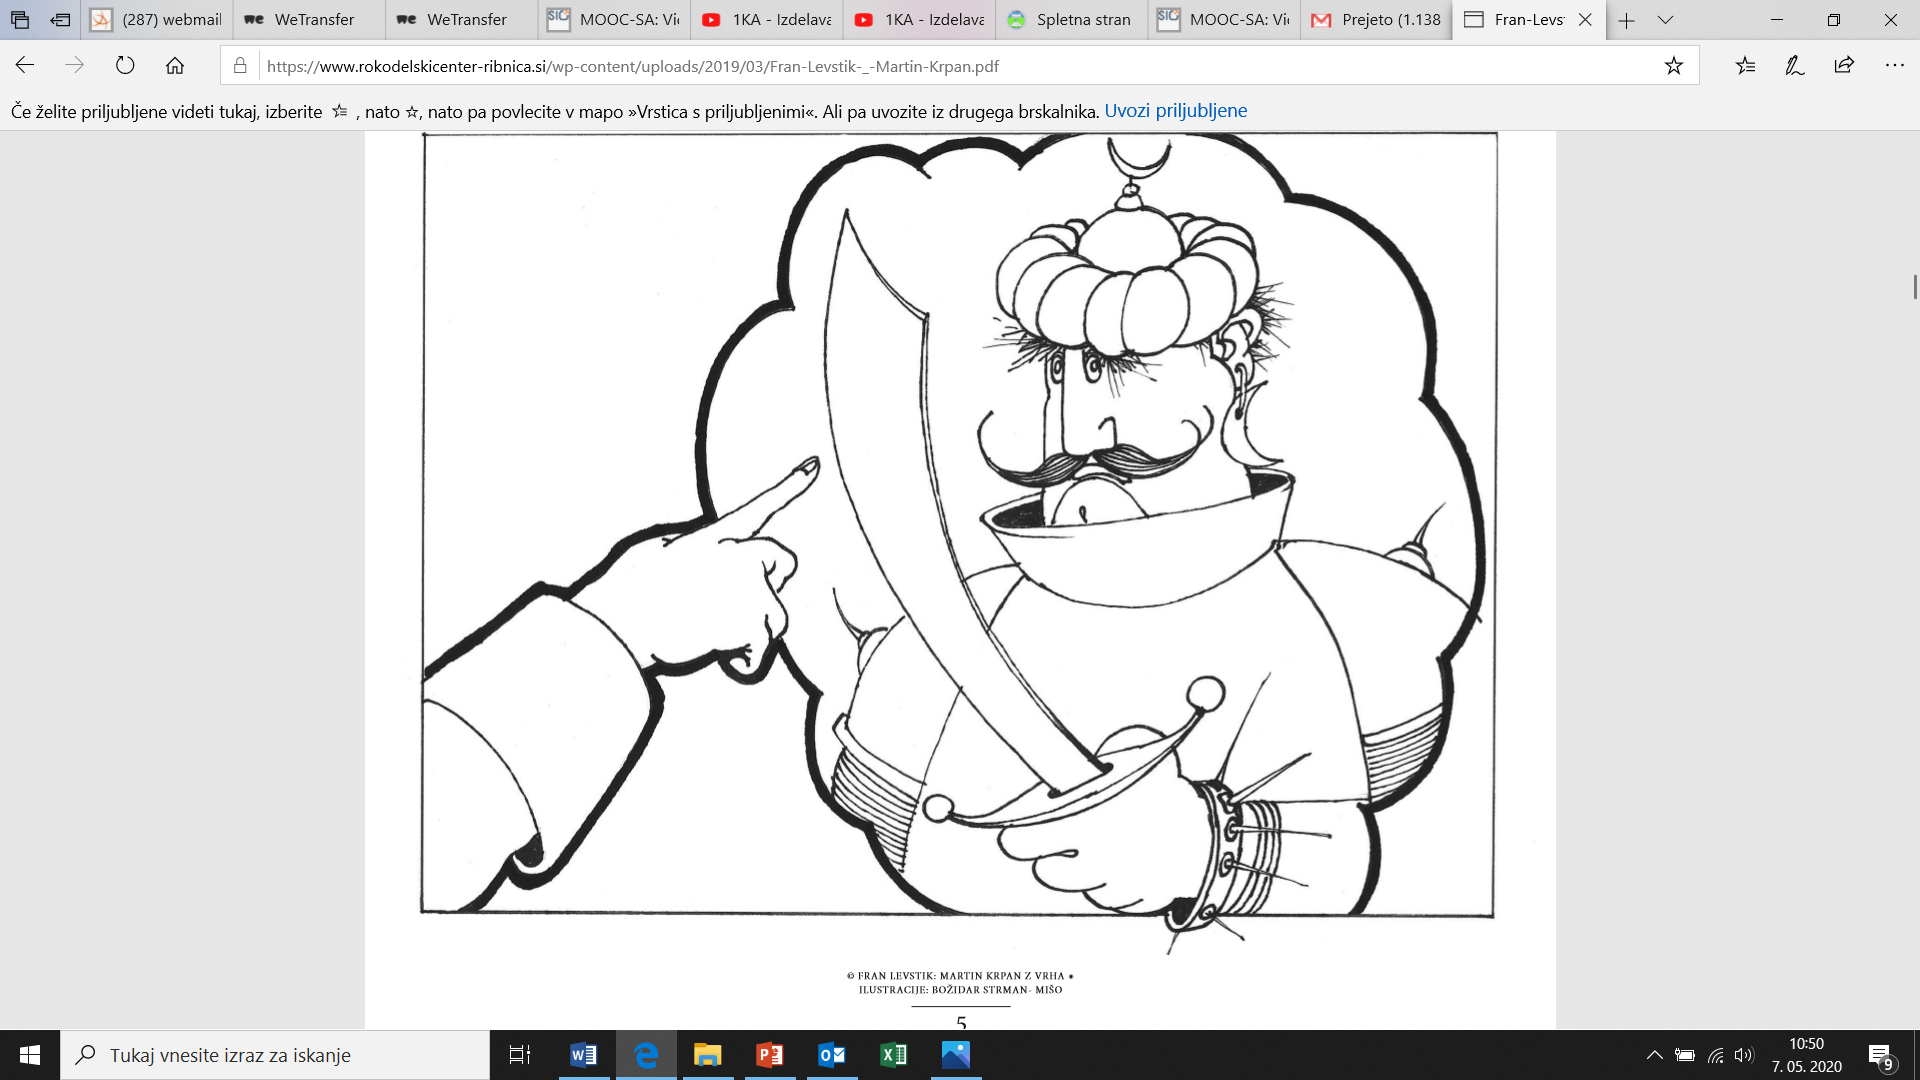 (287) webmail
WeTransfer
WeTransfer
MOOC-SA: Vi
1KA - Izdelava
1KA - Izdelava
Spletna stran
MOOC-SA: Vi
Prejeto (1.138
Fran-Levs
https://www.rokodelskicenter-ribnica.si/wp-content/uploads/2019/03/Fran-Levstik-_-Martin-Krpan.pdf
Če želite priljubljene videti tukaj, izberite , nato ☆, nato pa povlecite v mapo »Vrstica s priljubljenimi«. Ali pa uvozite iz drugega brskalnika. Uvozi priljubljene
© FRAN LEVSTIK: MARTIN KRPAN Z VRHA •
ILUSTRACIJE: BOŽIDAR STRMAN- MIŠO
5
Tukaj vnesite izraz za iskanje
10:50
7. 05. 2020
9